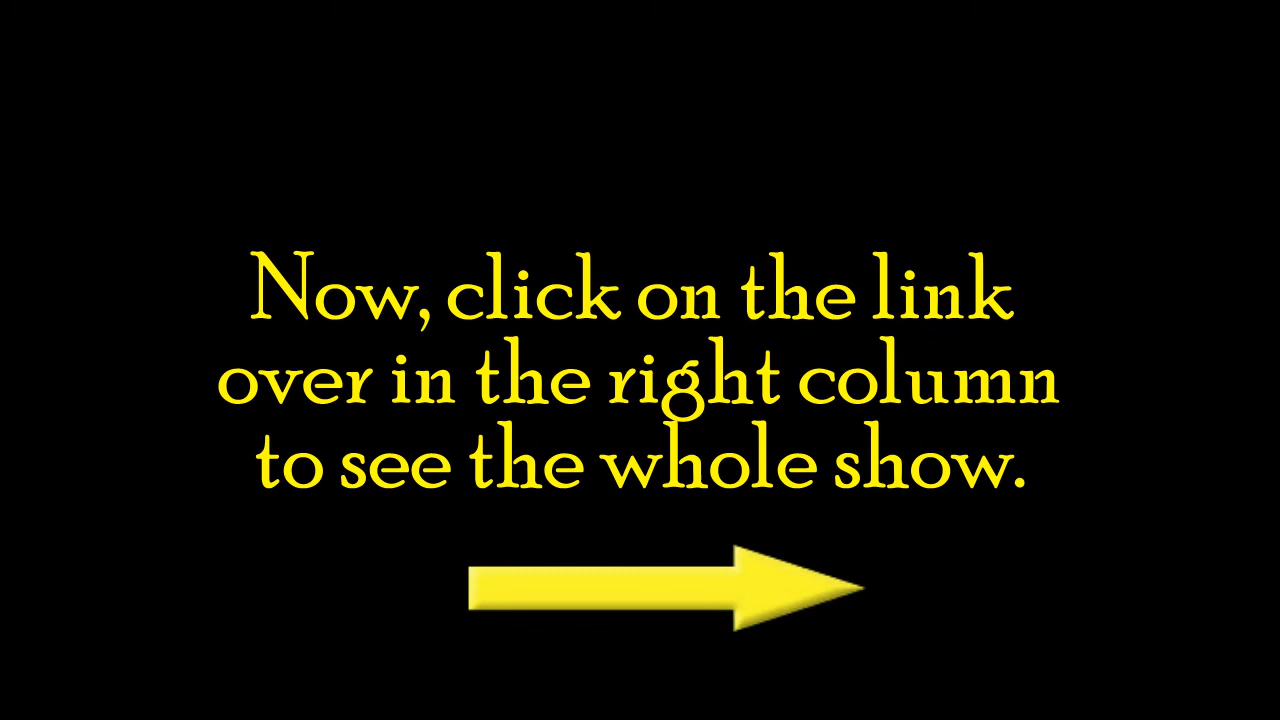 Now, click on the link
over in the right column
to see the whole show.